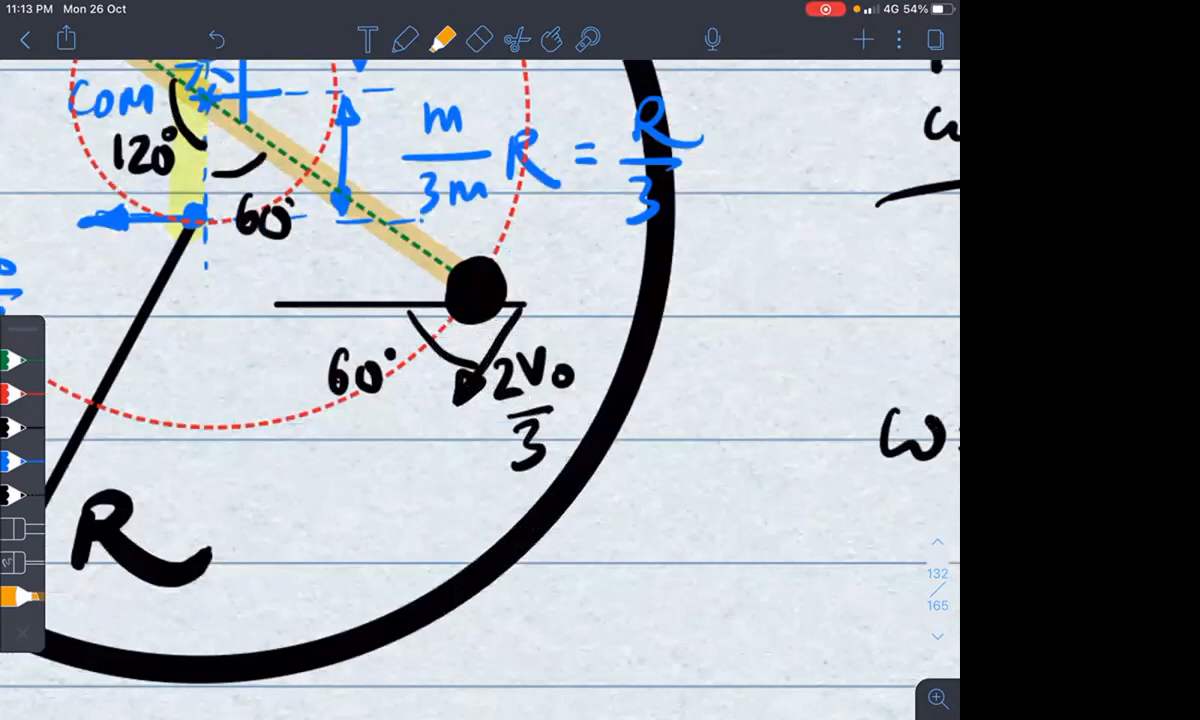 11:13 PM Mon 26 Oct
4G 54%
COM
120°
60°
m/3m R = R/3
60°
2V₀/3
R
ω
132
165